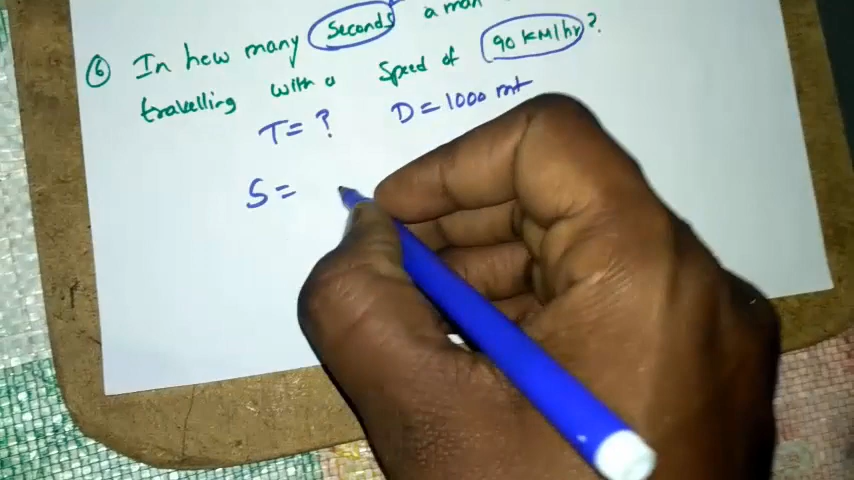 6 In how many seconds a man
travelling with a speed of 90 KM/hr?
T = ? D = 1000 mt
S =